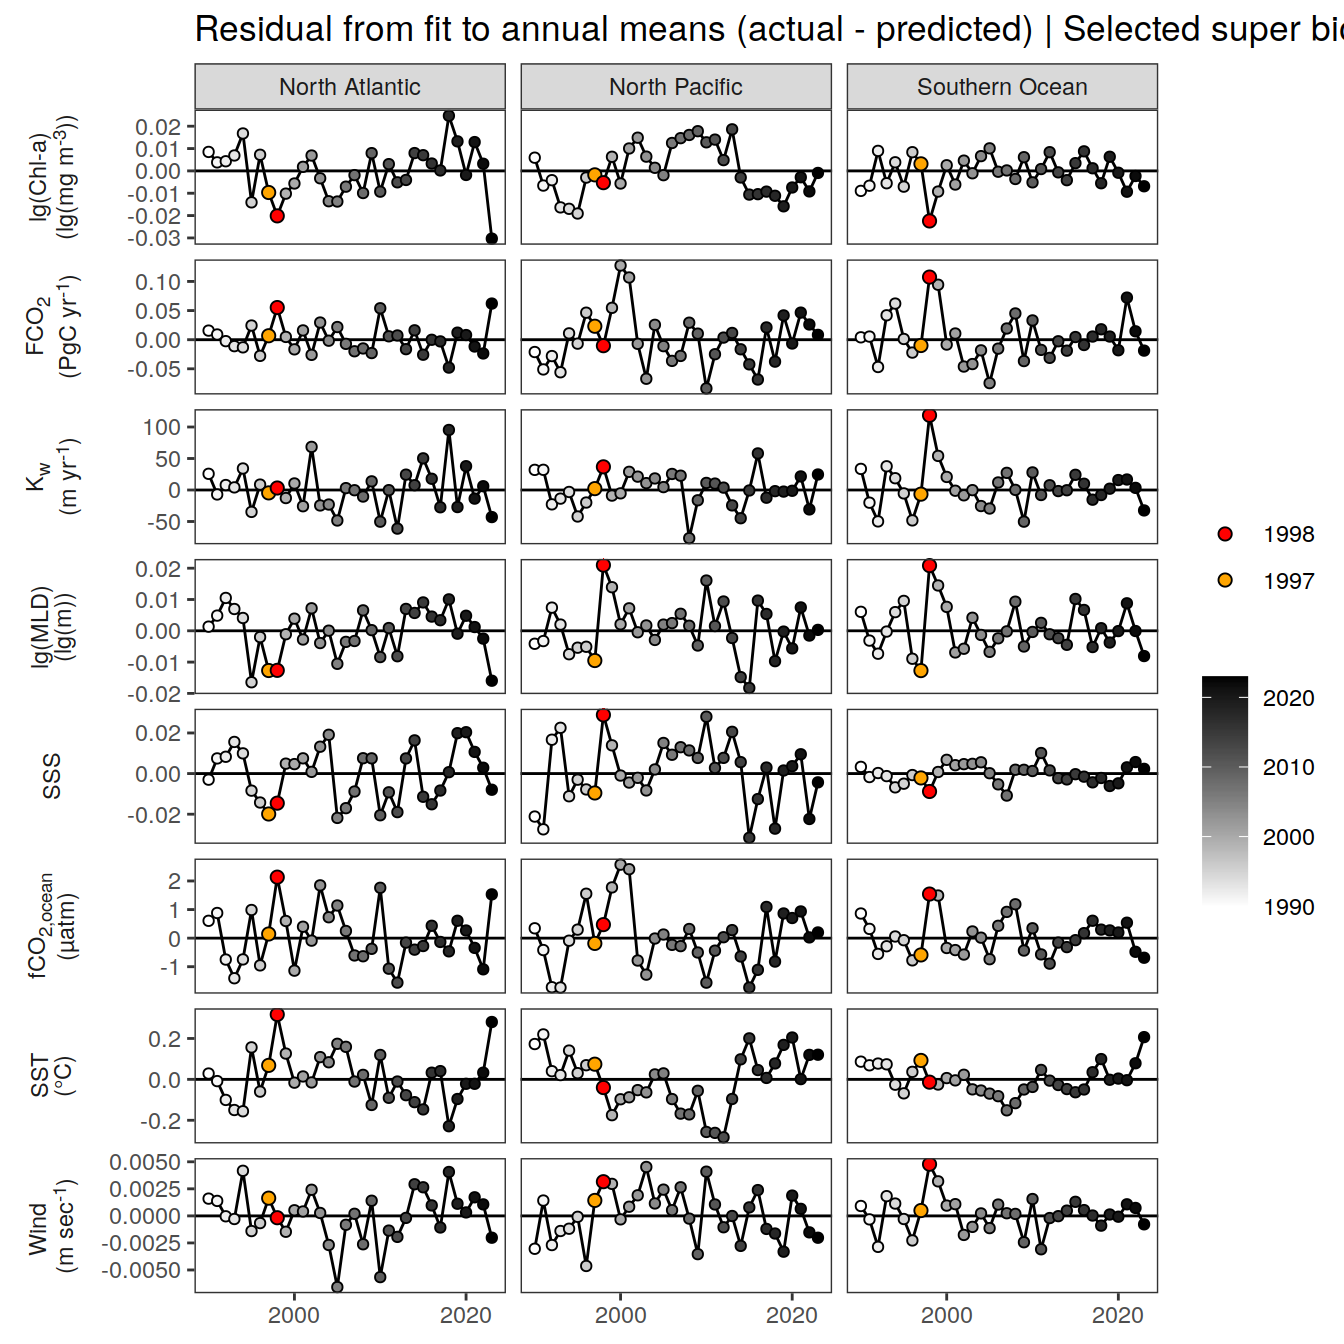 Residual from fit to annual means (actual - predicted) | Selected super bio
North Atlantic
North Pacific
Southern Ocean
lg(Chl-a)
(lg(mg m-3))
0.02
0.01
0.00
-0.01
-0.02
-0.03
FCO2
(PgC yr-1)
0.10
0.05
0.00
-0.05
Kw
(m yr-1)
100
50
0
-50
lg(MLD)
(lg(m))
0.02
0.01
0.00
-0.01
-0.02
SSS
0.02
0.00
-0.02
fCO2,ocean
(µatm)
2
1
0
-1
SST
(°C)
0.2
0.0
-0.2
Wind
(m sec-1)
0.0050
0.0025
0.0000
-0.0025
-0.0050
2000
2020
2000
2020
2000
2020
1998
1997
2020
2010
2000
1990